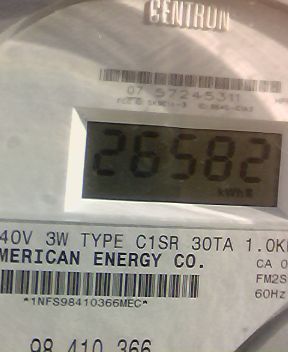 CENTRON
07 57245311
26582
kWh
40V 3W TYPE C1SR 30TA 1.0K
MERICAN ENERGY CO.
CA 0
FM2S
60Hz
*1NFS98410366MEC*
98 410 366